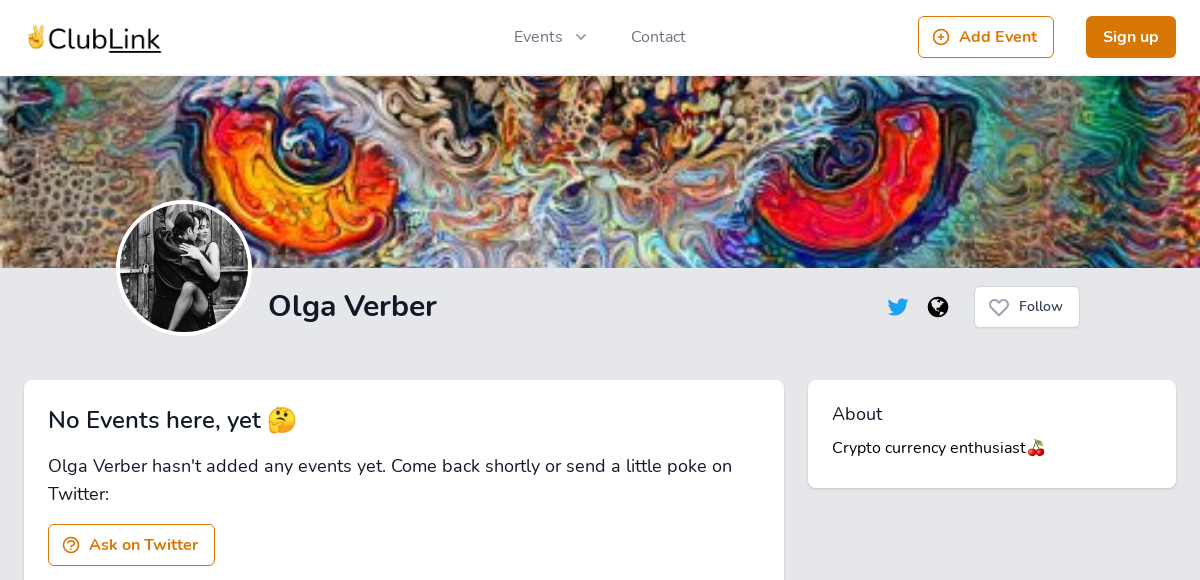 ✌️ClubLink
Events
Contact
Add Event
Sign up
Olga Verber
Follow
No Events here, yet 🤔
Olga Verber hasn't added any events yet. Come back shortly or send a little poke on
Twitter:
Ask on Twitter
About
Crypto currency enthusiast🍒